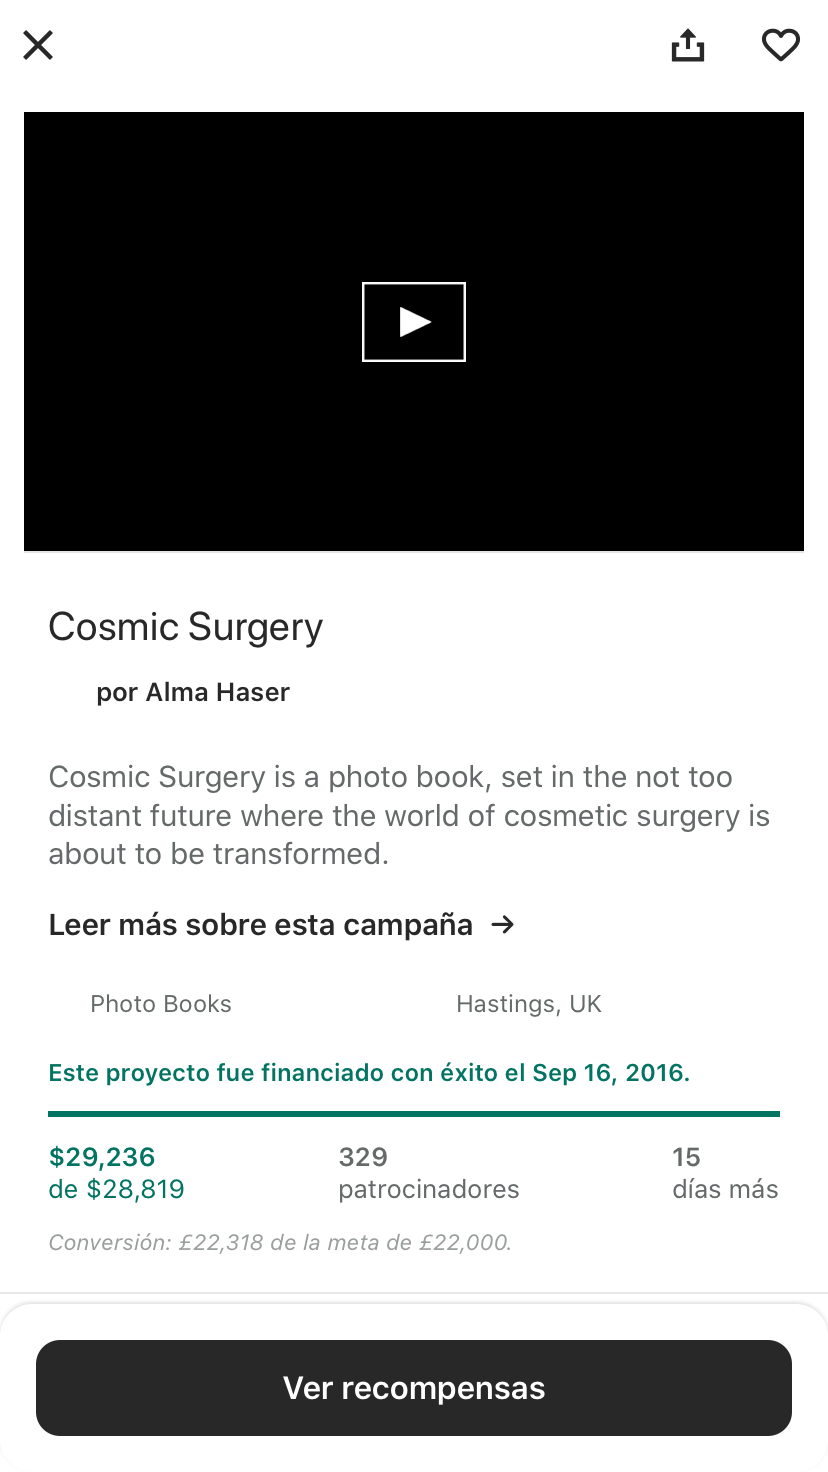 Cosmic Surgery
por Alma Haser
Cosmic Surgery is a photo book, set in the not too
distant future where the world of cosmetic surgery is
about to be transformed.
Leer más sobre esta campaña →
Photo Books
Hastings, UK
Este proyecto fue financiado con éxito el Sep 16, 2016.
$29,236
de $28,819
329
patrocinadores
15
días más
Conversión: £22,318 de la meta de £22,000.
Ver recompensas